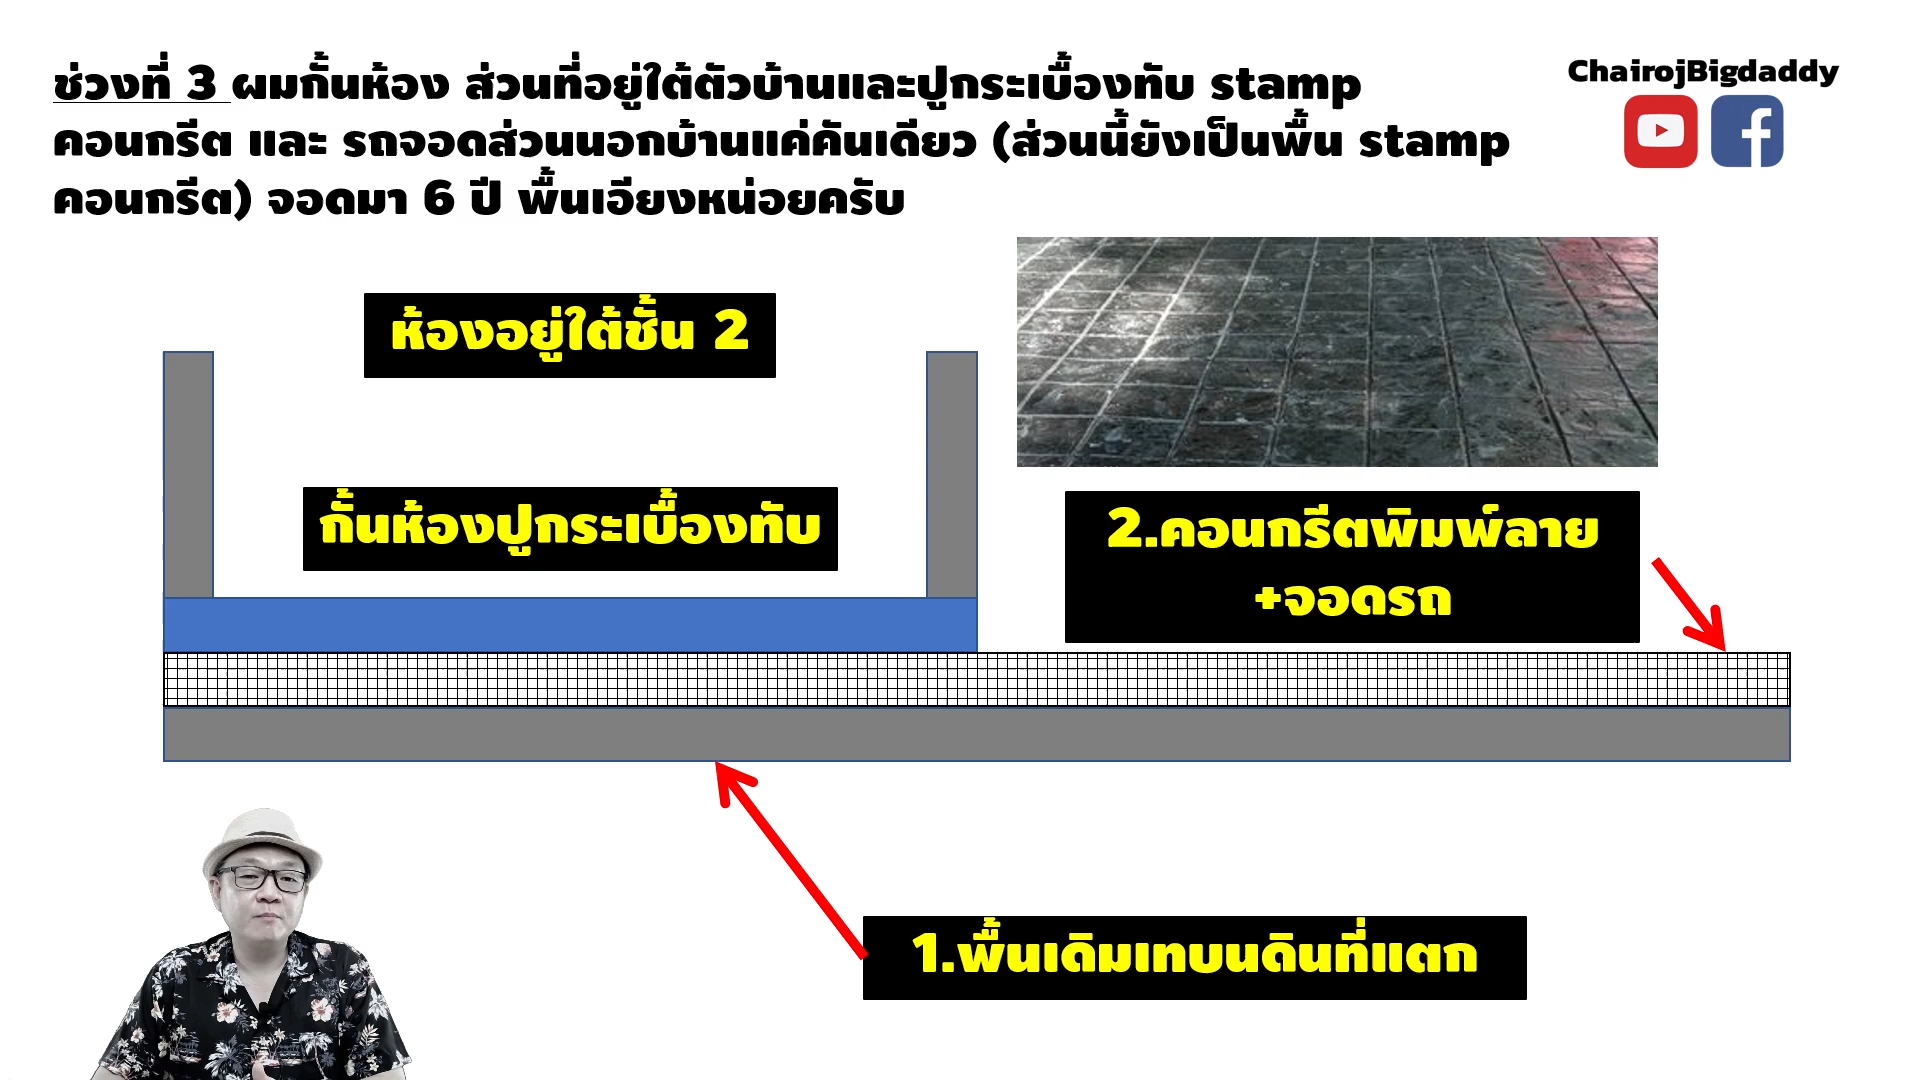 ช่วงที่ 3 ผมกั้นห้อง ส่วนที่อยู่ใต้ตัวบ้านและปูกระเบื้องทับ stamp
คอนกรีต และ รถจอดส่วนนอกบ้านแค่คันเดียว (ส่วนนี้ยังเป็นพื้น stamp
คอนกรีต) จอดมา 6 ปี พื้นเอียงหน่อยครับ
ChairojBigdaddy
ห้องอยู่ใต้ชั้น 2
กั้นห้องปูกระเบื้องทับ
2.คอนกรีตพิมพ์ลาย
+จอดรถ
1.พื้นเดิมเทบนดินที่แตก